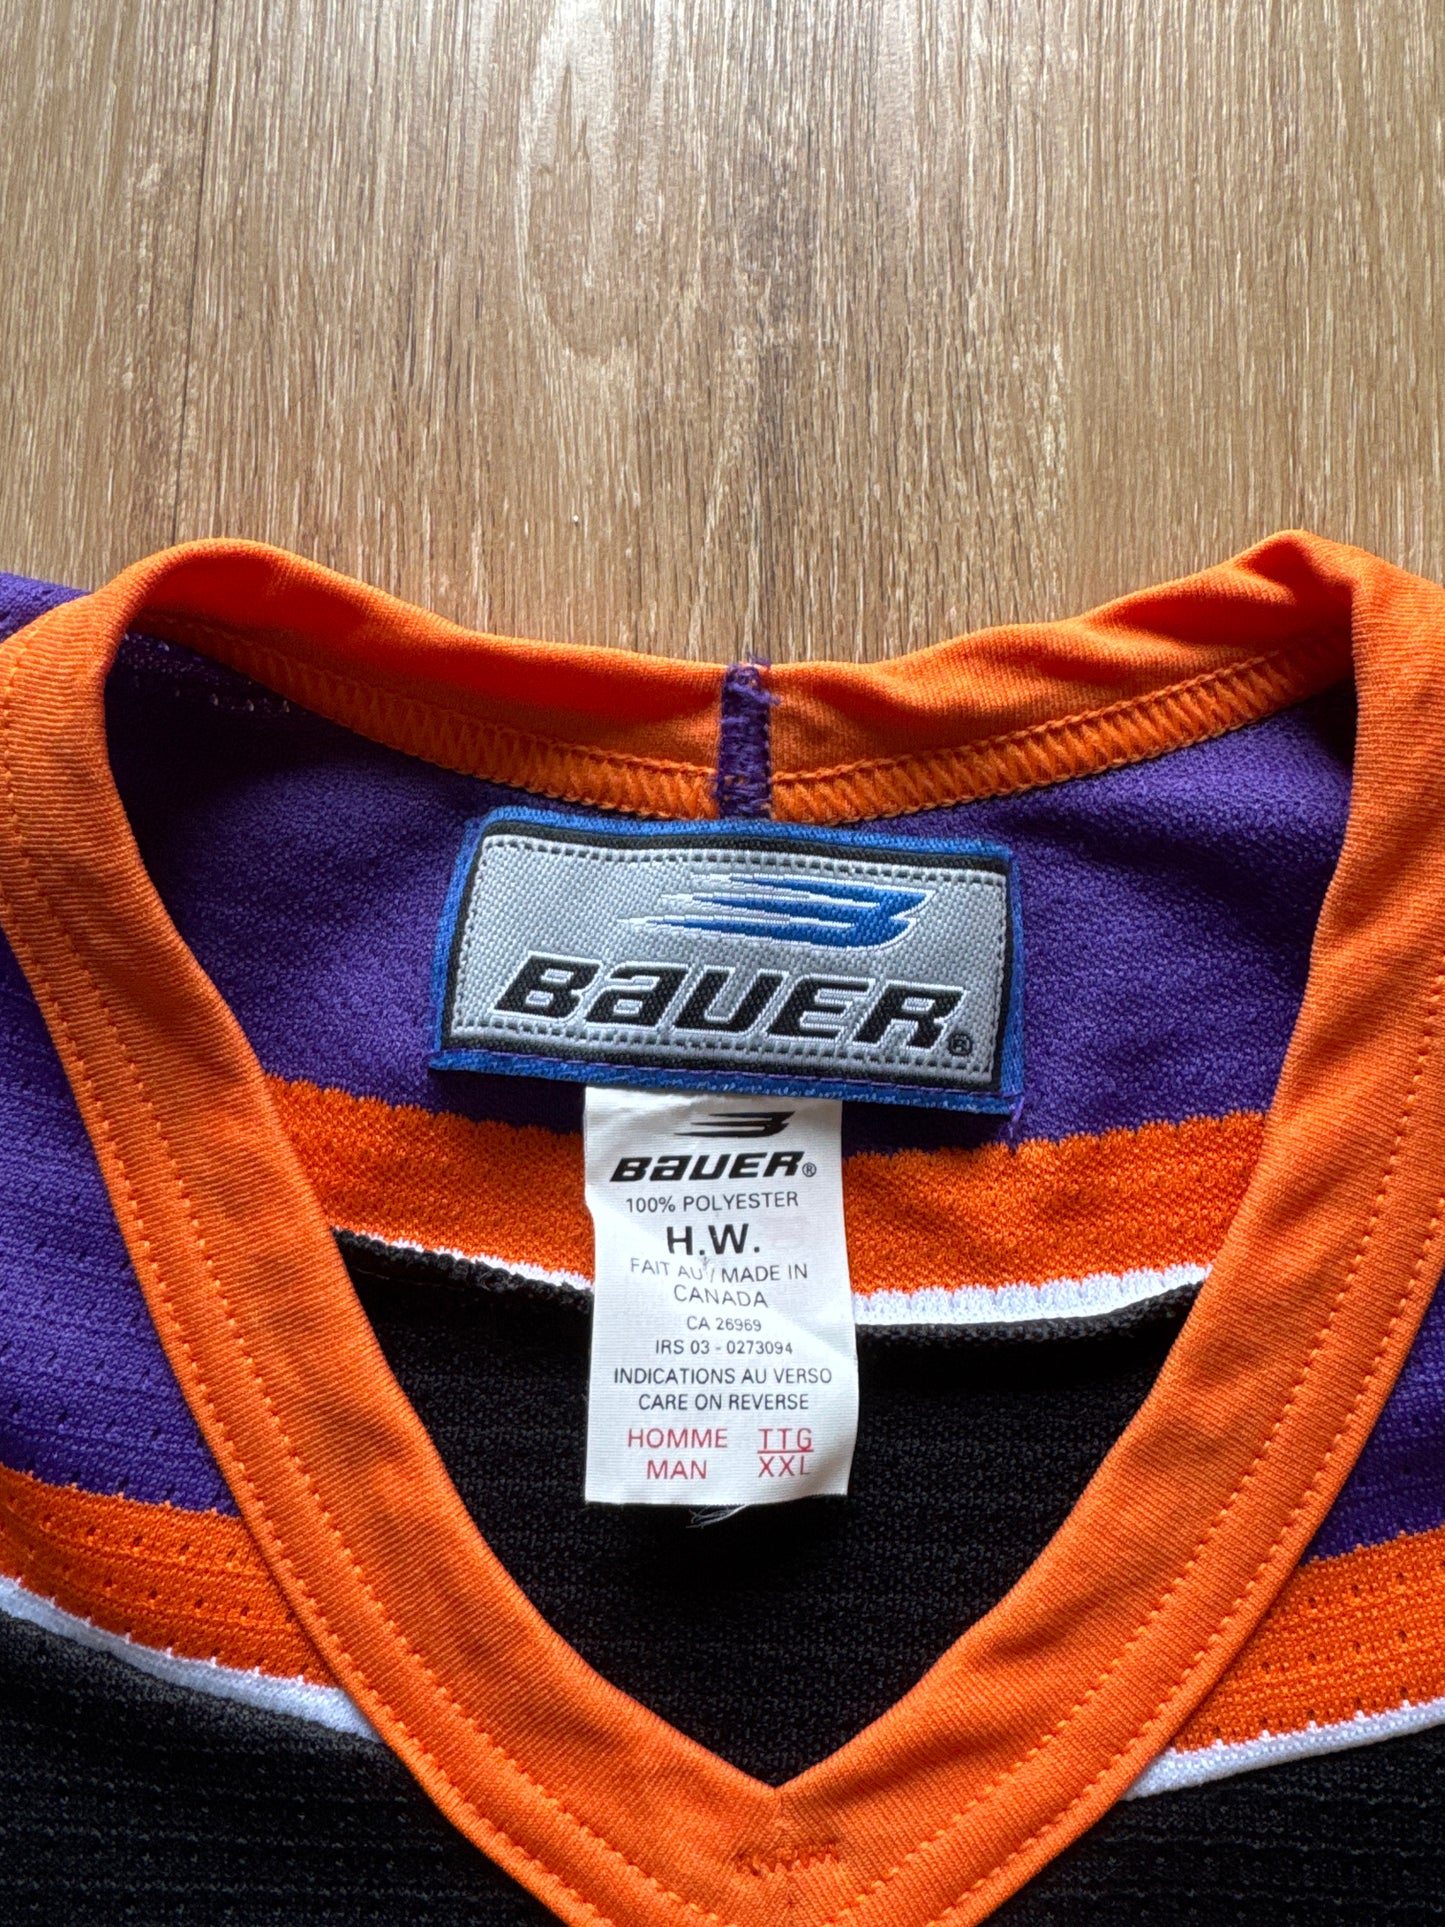 BAUER®
BAUER®
100% POLYESTER
H.W.
FAIT AU / MADE IN
CANADA
CA 26969
IRS 03 - 0273094
INDICATIONS AU VERSO
CARE ON REVERSE
HOMME TTG
MAN XXL